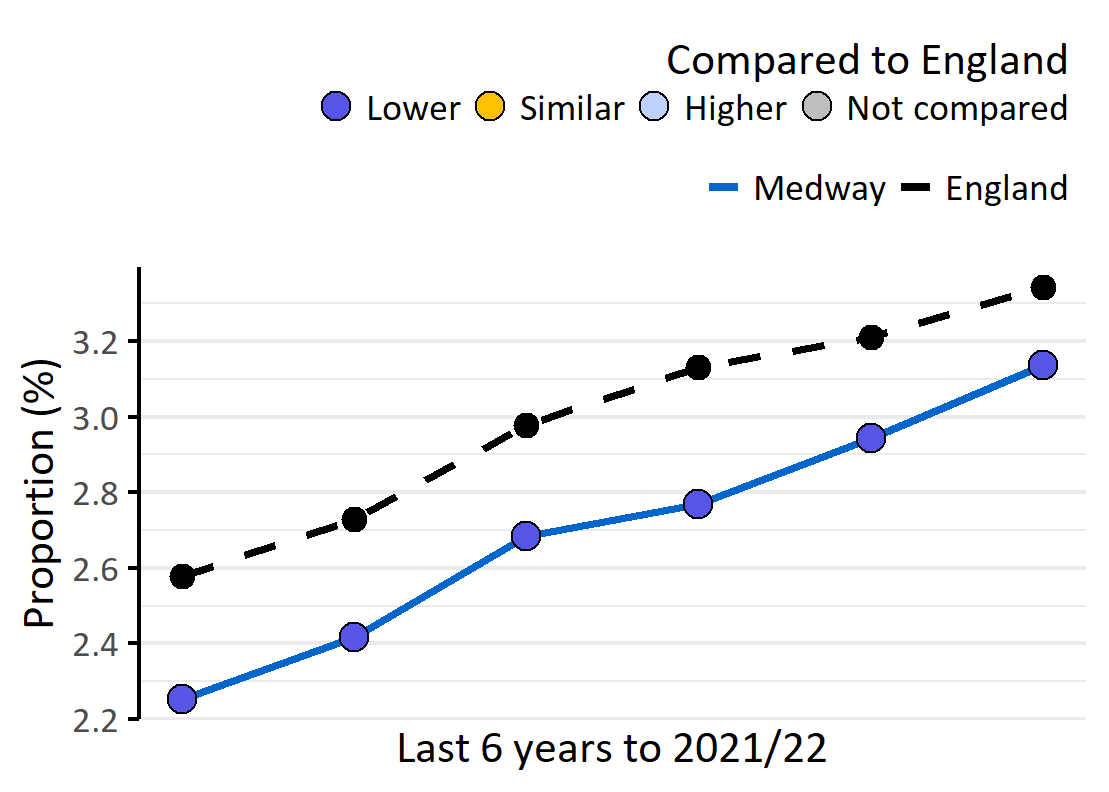 Compared to England
Lower Similar Higher Not compared
Medway England
Proportion (%)
3.2
3.0
2.8
2.6
2.4
2.2
Last 6 years to 2021/22